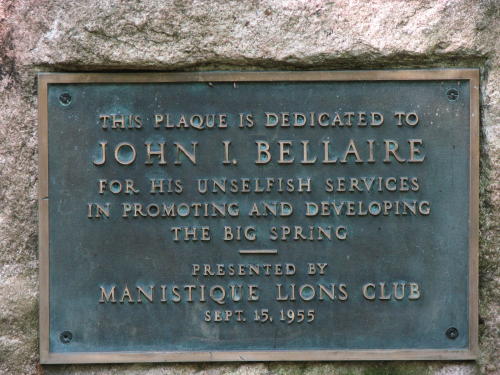 THIS PLAQUE IS DEDICATED TO
JOHN I. BELLAIRE
FOR HIS UNSELFISH SERVICES
IN PROMOTING AND DEVELOPING
THE BIG SPRING
PRESENTED BY
MANISTIQUE LIONS CLUB
SEPT. 15, 1955